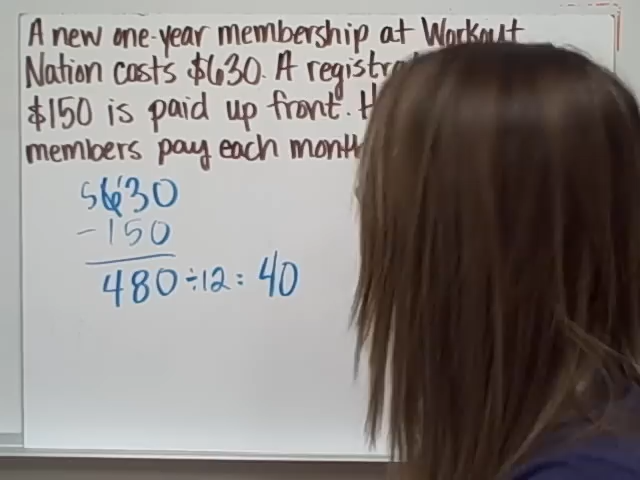 A new one-year membership at Workout
Nation costs $630. A
$150 is paid up front.
members pay each month
5 630
- 150
480 ÷ 12 = 40